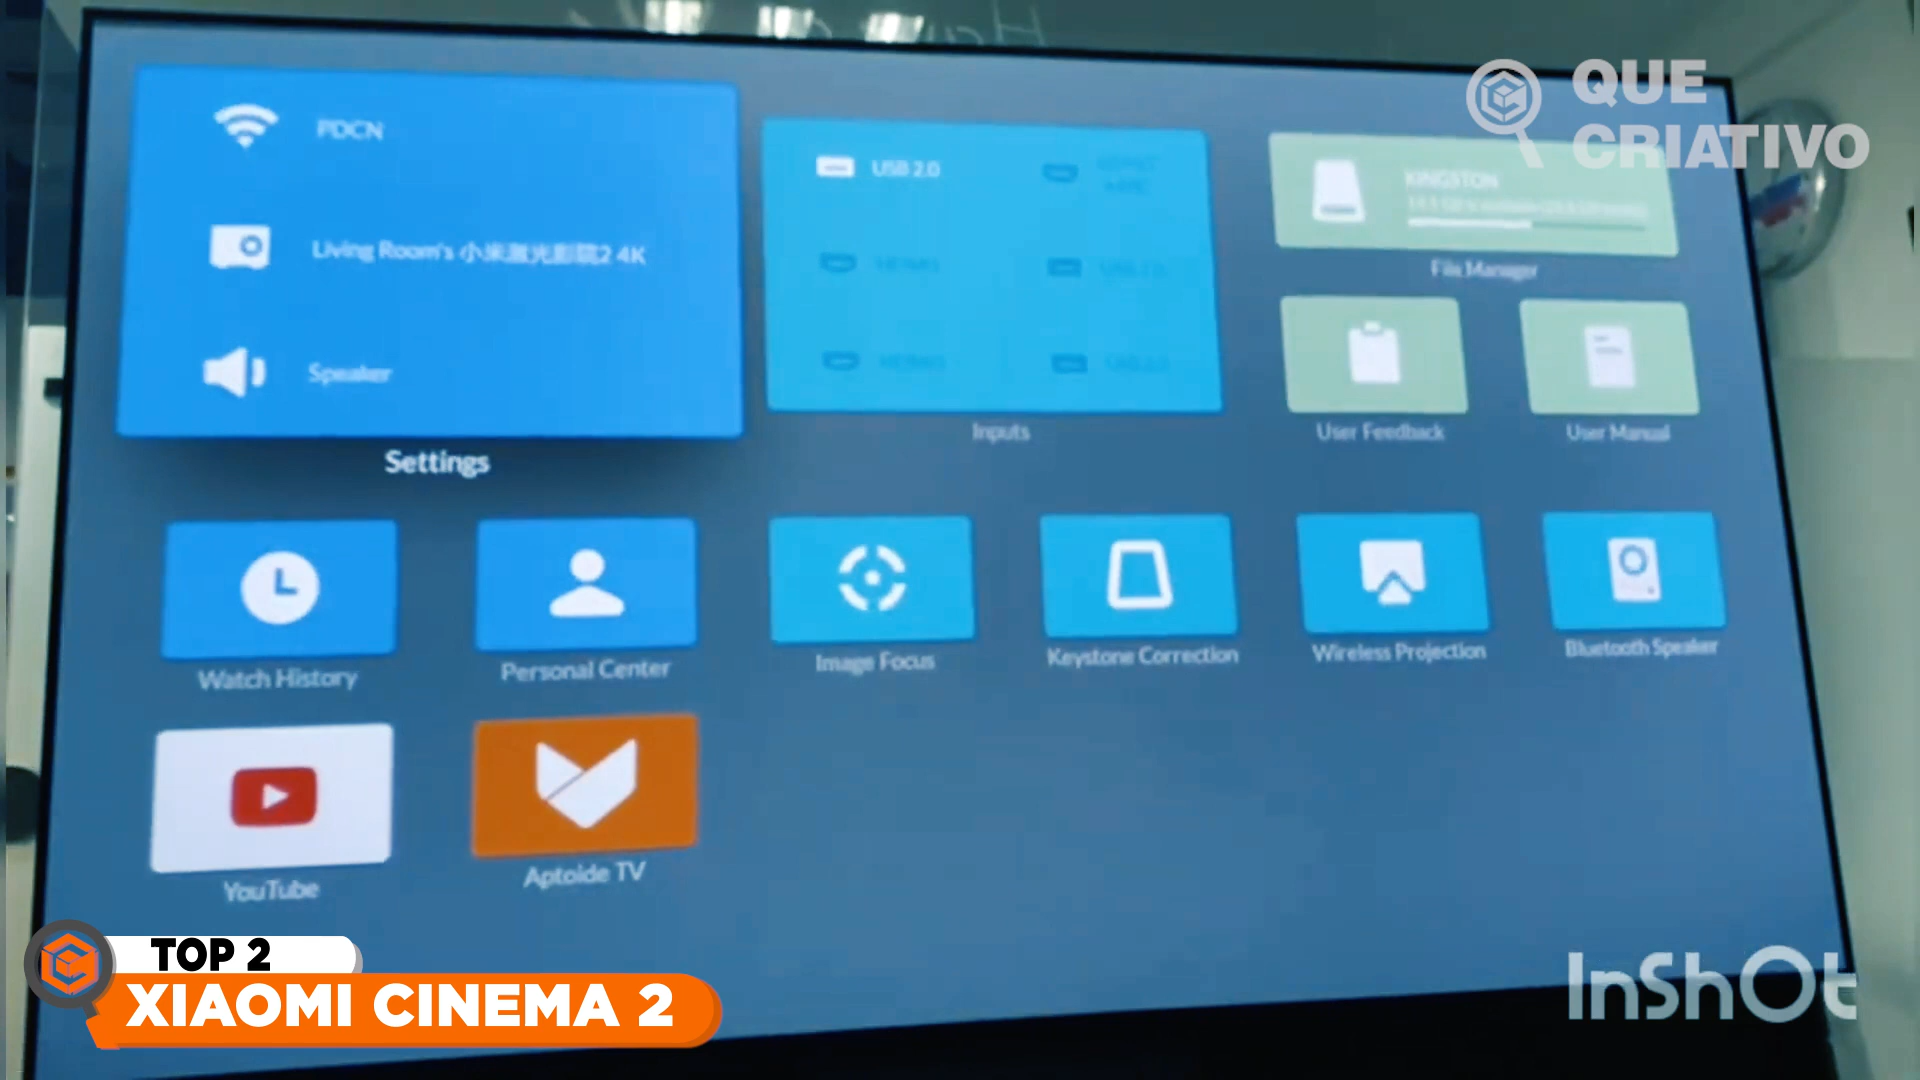 QUE
CRIATIVO
PDCN
Living Room's 小米激光影院2 4K
Speaker
Settings
USB 2.0
Inputs
KINGSTON
File Manager
User Feedback
User Manual
Watch History
Personal Center
Image Focus
Keystone Correction
Wireless Projection
Bluetooth Speaker
YouTube
Aptoide TV
TOP 2
XIAOMI CINEMA 2
InShOt